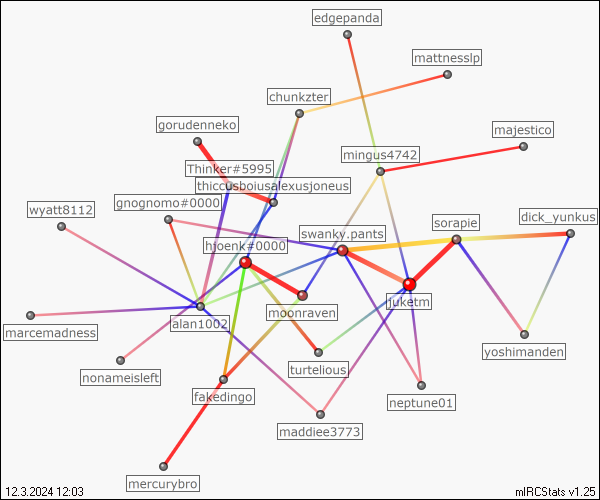 edgepanda
mattnesslp
chunkzter
gorudenneko
majestico
mingus4742
Thinker#5995
thiccusboiusalexusjoneus
gnognomo#0000
wyatt8112
dick_yunkus
sorapie
swanky.pants
hjoenk#0000
juketm
moonraven
alan1002
marcemadness
yoshimanden
turtelious
nonameisleft
fakedingo
neptune01
maddiee3773
mercurybro
12.3.2024 12:03
mIRCStats v1.25